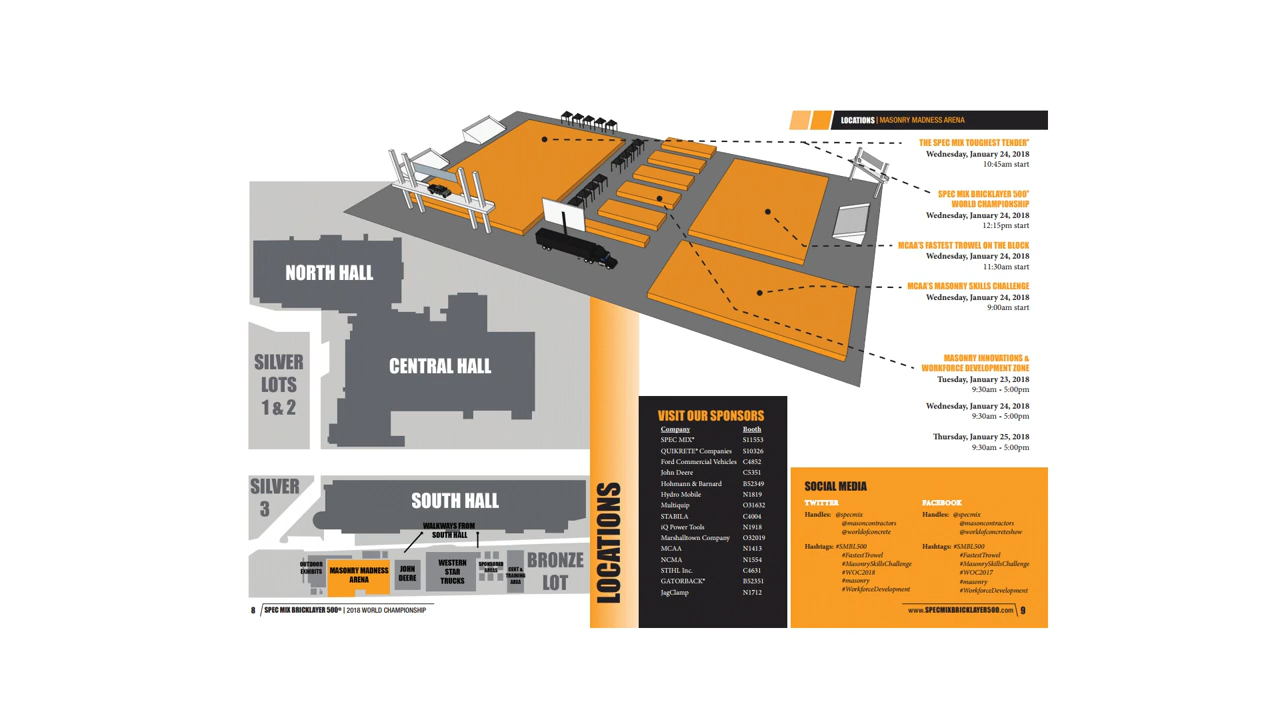 LOCATIONS | MASONRY MADNESS ARENA
THE SPEC MIX TOUGHEST TENDER®
Wednesday, January 24, 2018
10:45am start
SPEC MIX BRICKLAYER 500®
WORLD CHAMPIONSHIP
Wednesday, January 24, 2018
12:15pm start
MCAA'S FASTEST TROWEL ON THE BLOCK
Wednesday, January 24, 2018
11:30am start
MCAA'S MASONRY SKILLS CHALLENGE
Wednesday, January 24, 2018
9:00am start
MASONRY INNOVATIONS &
WORKFORCE DEVELOPMENT ZONE
Tuesday, January 23, 2018
9:30am - 5:00pm
Wednesday, January 24, 2018
9:30am - 5:00pm
Thursday, January 25, 2018
9:30am - 5:00pm
NORTH HALL
CENTRAL HALL
SILVER
LOTS
1 & 2
SILVER
3
SOUTH HALL
WALKWAYS FROM
SOUTH HALL
OUTDOOR
EXHIBITS
MASONRY MADNESS
ARENA
JOHN
DEERE
WESTERN
STAR
TRUCKS
SPONSORED
AREAS
CERT &
TRAINING
AREA
BRONZE
LOT
8 SPEC MIX BRICKLAYER 500® | 2018 WORLD CHAMPIONSHIP
LOCATIONS
VISIT OUR SPONSORS
Company Booth
SPEC MIX® S11553
QUIKRETE® Companies S10326
Ford Commercial Vehicles C4852
John Deere C5351
Hohmann & Barnard B52349
Hydro Mobile N1819
Multiquip O31632
STABILA C4004
iQ Power Tools N1918
Marshalltown Company O32019
MCAA N1413
NCMA N1554
STIHL Inc. C4631
GATORBACK® B52351
JagClamp N1712
SOCIAL MEDIA
TWITTER
Handles: @specmix
@masoncontractors
@worldofconcrete
Hashtags: #SMBL500
#FastestTrowel
#MasonrySkillsChallenge
#WOC2018
#masonry
#WorkforceDevelopment
FACEBOOK
Handles: @specmix
@masoncontractors
@worldofconcreteshow
Hashtags: #SMBL500
#FastestTrowel
#MasonrySkillsChallenge
#WOC2017
#masonry
#WorkforceDevelopment
www.SPECMIXBRICKLAYER500.com 9